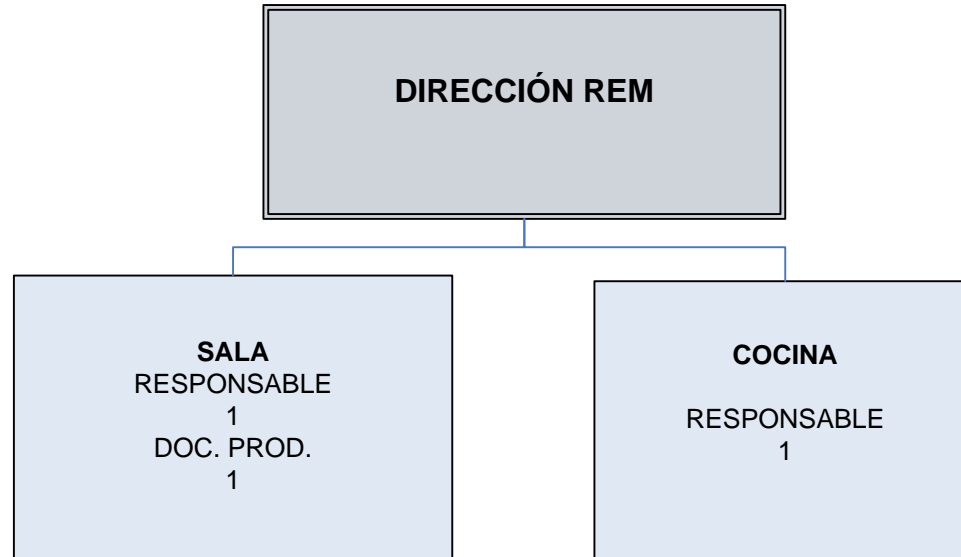 DIRECCIÓN REM
SALA
RESPONSABLE
1
DOC. PROD.
1
COCINA
RESPONSABLE
1